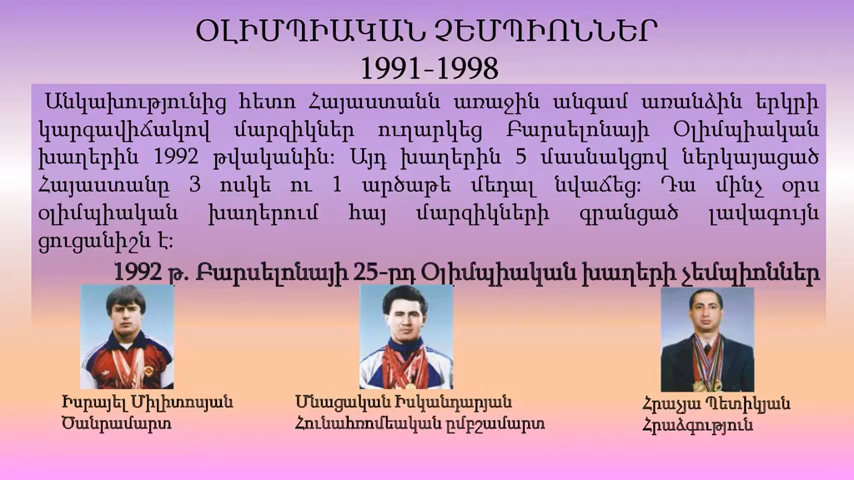 ՕԼԻՄՊԻԱԿԱՆ ՉԵՄՊԻՈՆՆԵՐ
1991-1998
Անկախությունից հետո Հայաստանն առաջին անգամ առանձին երկրի
կարգավիճակով մարզիկներ ուղարկեց Բարսելոնայի Օլիմպիական
խաղերին 1992 թվականին: Այդ խաղերին 5 մասնակցով ներկայացած
Հայաստանը 3 ոսկե ու 1 արծաթե մեդալ նվաճեց: Դա մինչ օրս
օլիմպիական խաղերում հայ մարզիկների գրանցած լավագույն
ցուցանիշն է:
1992 թ. Բարսելոնայի 25-րդ Օլիմպիական խաղերի չեմպիոններ
Իսրայել Միլիտոսյան
Ծանրամարտ
Մնացական Իսկանդարյան
Հունահռոմեական ըմբշամարտ
Հրաչյա Պետիկյան
Հրաձգություն